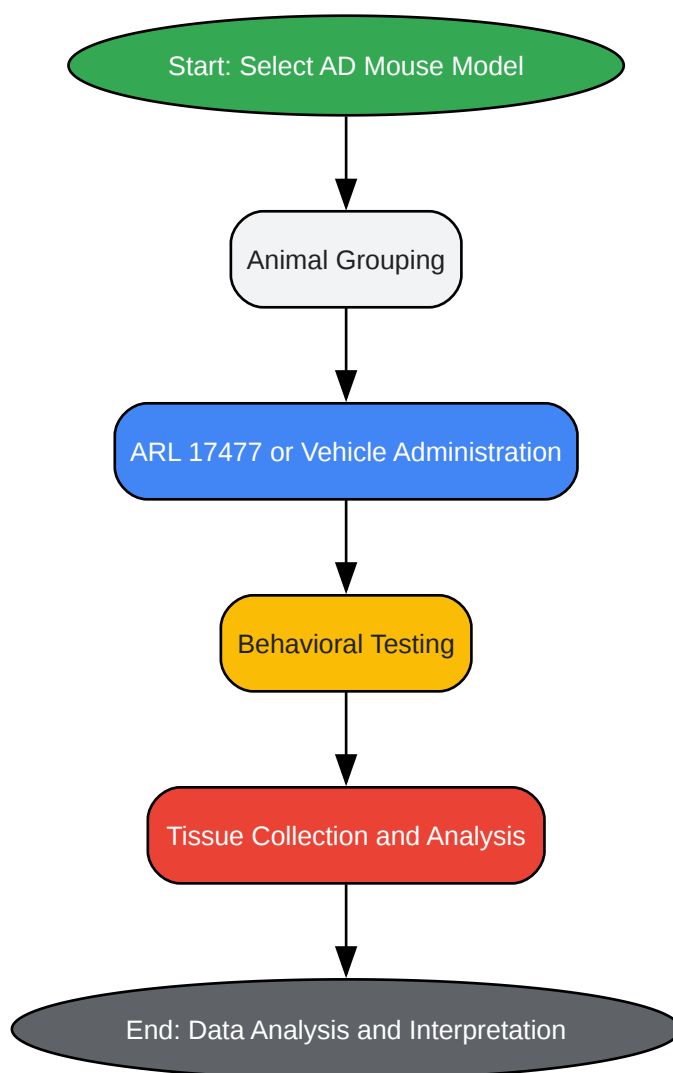 Start: Select AD Mouse Model
Animal Grouping
ARL 17477 or Vehicle Administration
Behavioral Testing
Tissue Collection and Analysis
End: Data Analysis and Interpretation